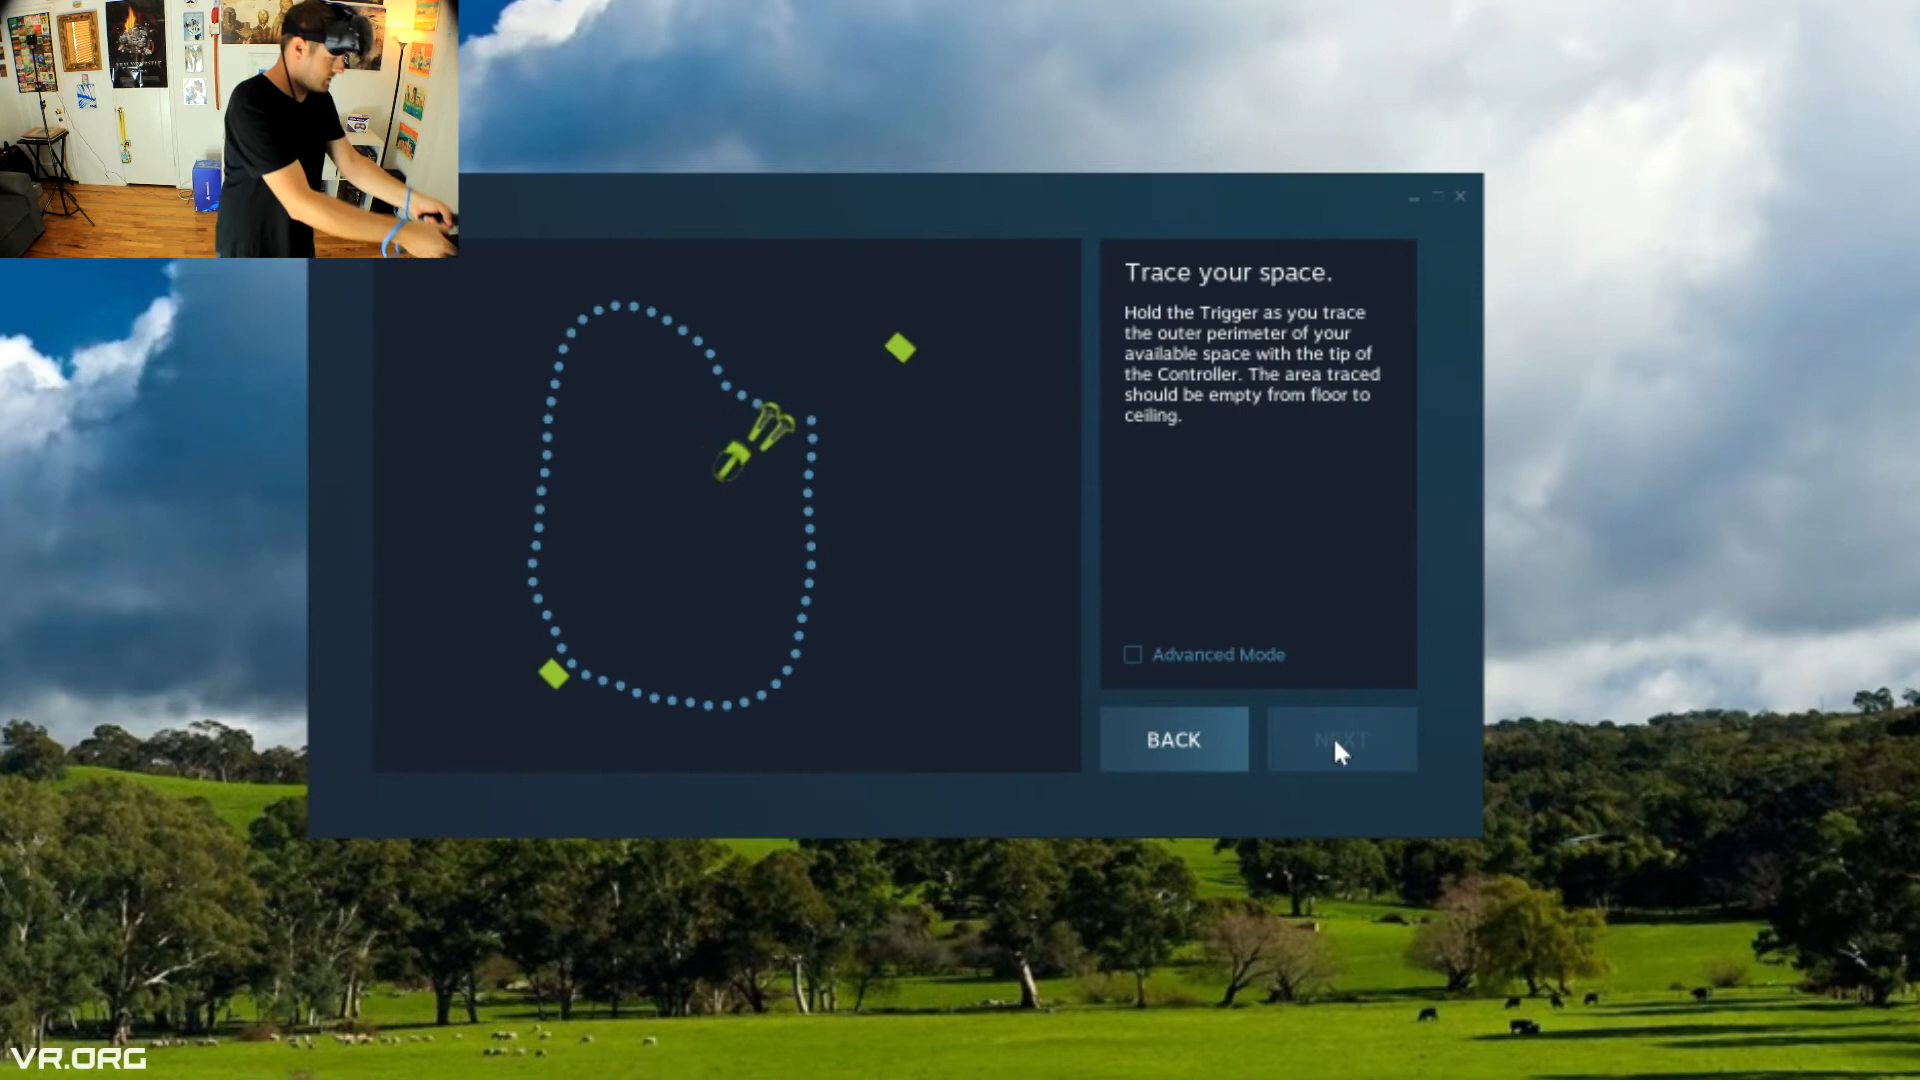 Trace your space.
Hold the Trigger as you trace
the outer perimeter of your
available space with the tip of
the Controller. The area traced
should be empty from floor to
ceiling.
Advanced Mode
BACK
NEXT
VR.ORG